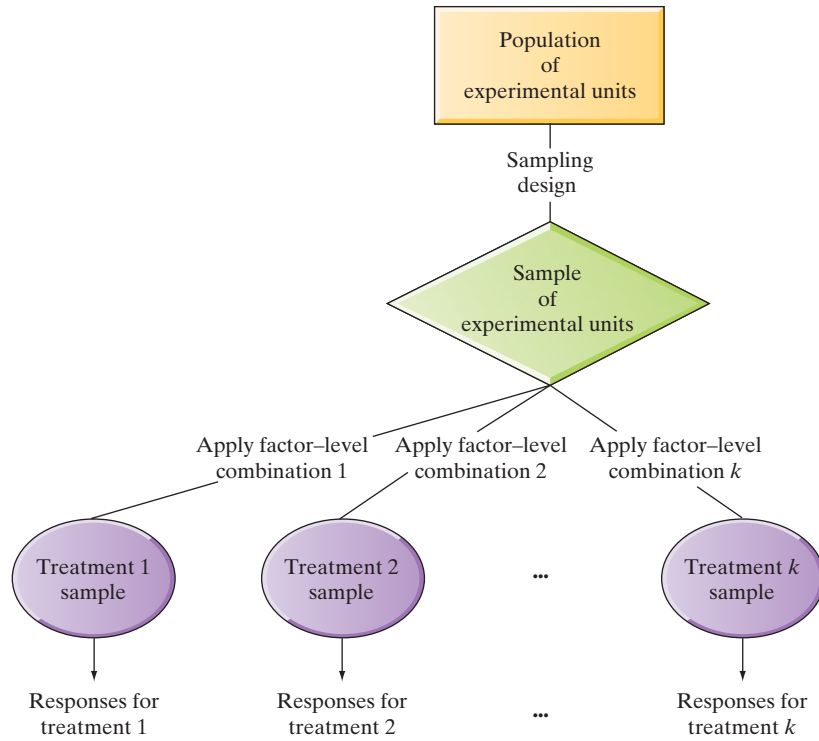 Population
of
experimental units
Sampling
design
Sample
of
experimental units
Apply factor–level
combination 1
Apply factor–level
combination 2
Apply factor–level
combination k
Treatment 1
sample
Treatment 2
sample
...
Treatment k
sample
Responses for
treatment 1
Responses for
treatment 2
...
Responses for
treatment k